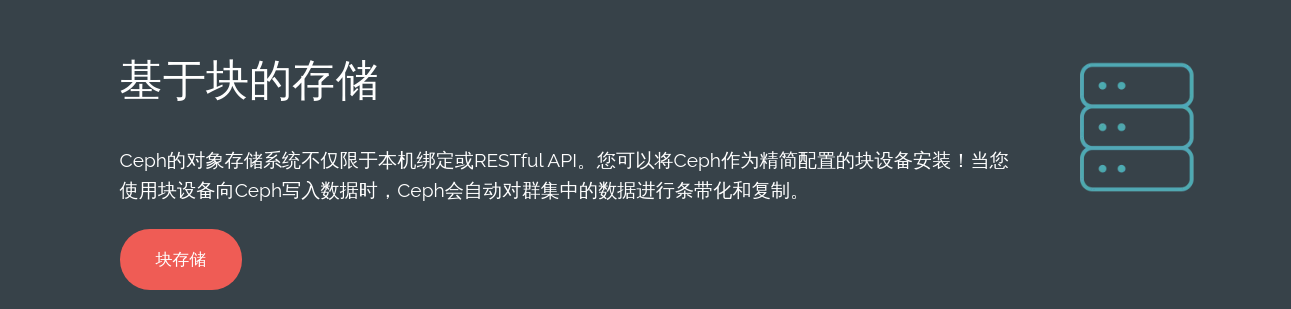 基于块的存储
Ceph的对象存储系统不仅限于本机绑定或RESTful API。您可以将Ceph作为精简配置的块设备安装！当您
使用块设备向Ceph写入数据时，Ceph会自动对群集中的数据进行条带化和复制。
块存储